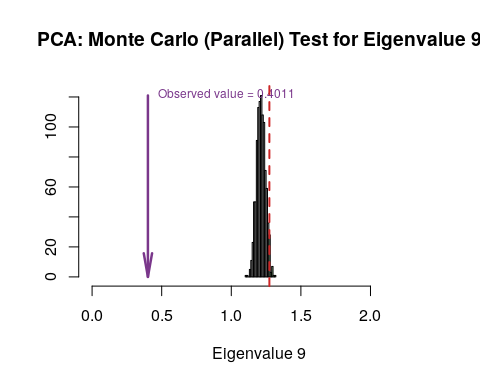 PCA: Monte Carlo (Parallel) Test for Eigenvalue 9
Observed value = 0.4011
100
60
20
0
0.0 0.5 1.0 1.5 2.0
Eigenvalue 9